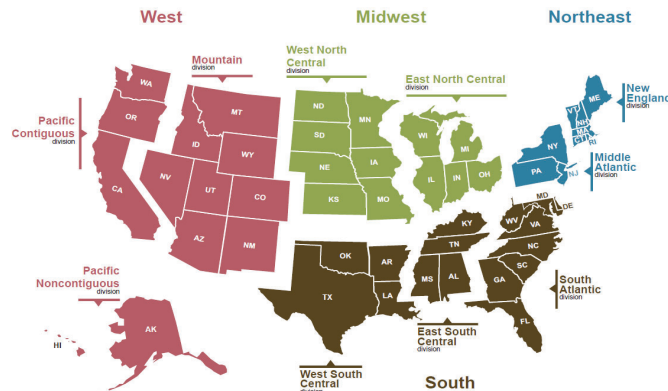 West
Midwest
Northeast
Mountain
division
West North
Central
division
East North Central
division
New
England
division
Pacific
Contiguous
division
Middle
Atlantic
division
WA
OR
CA
MT
ID
WY
NV
UT
CO
AZ
NM
ND
SD
NE
KS
MN
IA
MO
WI
MI
IL
IN
OH
ME
VT
NH
MA
CT
RI
NY
PA
NJ
MD
DE
WV
VA
KY
NC
TN
SC
OK
AR
TX
LA
MS
AL
GA
FL
Pacific
Noncontiguous
division
AK
HI
South
Atlantic
division
East South
Central
division
West South
Central
division
South